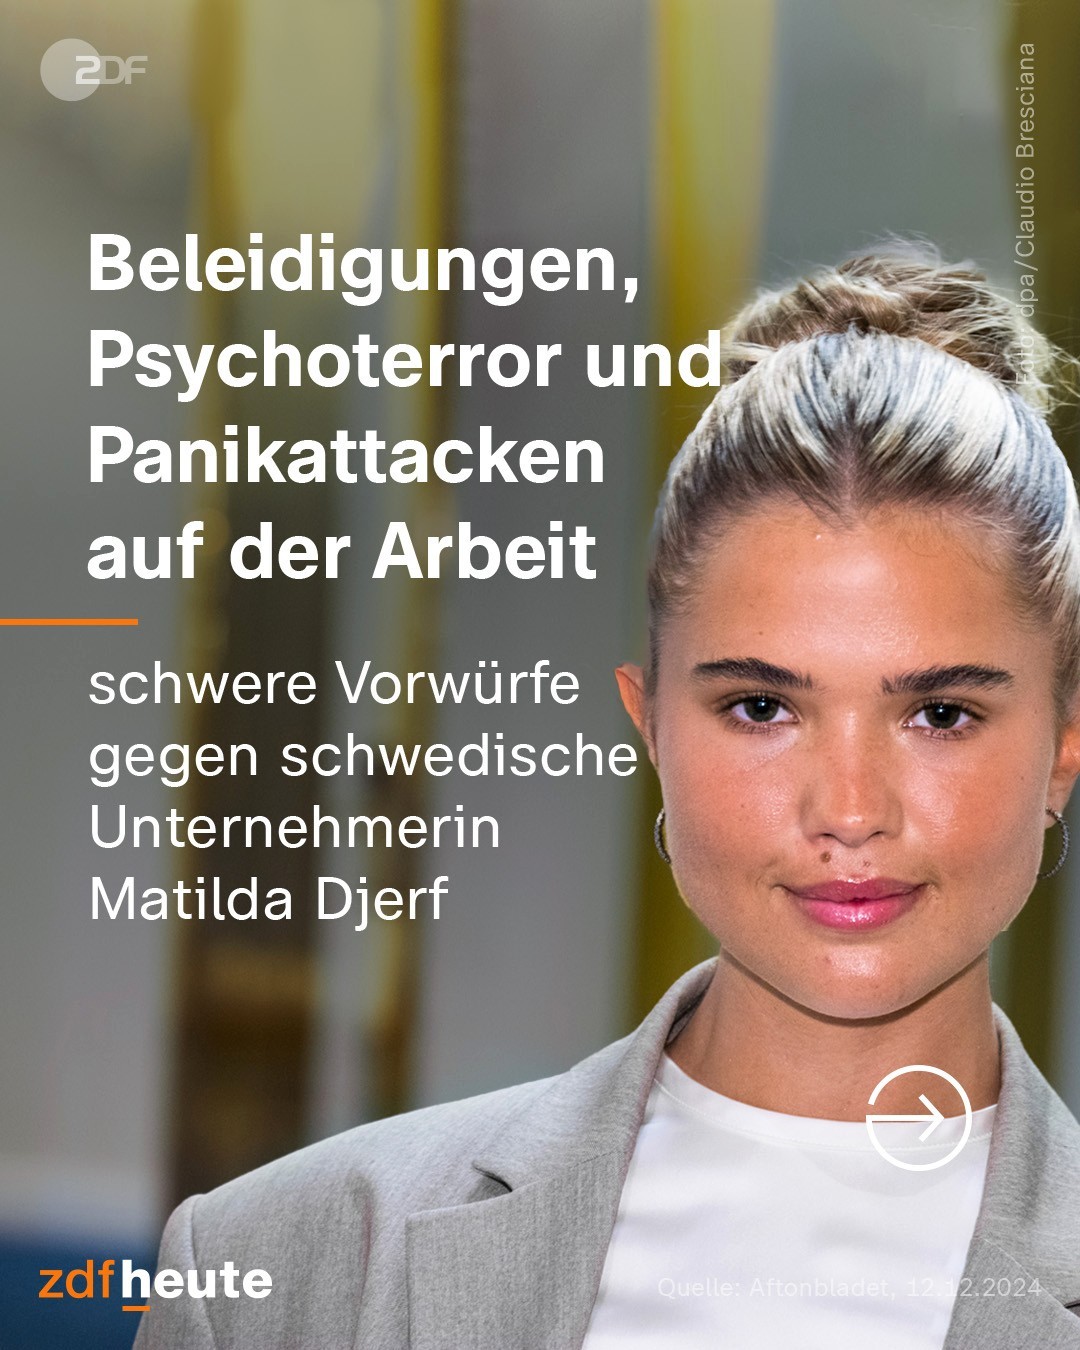 ZDF
Foto: dpa/Claudio Bresciana
Beleidigungen,
Psychoterror und
Panikattacken
auf der Arbeit
schwere Vorwürfe
gegen schwedische
Unternehmerin
Matilda Djerf
zdfheute
Quelle: Aftonbladet, 12.12.2024